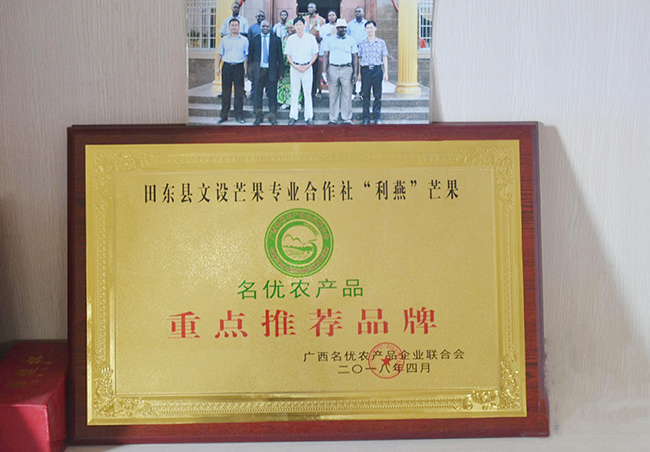 田东县文设芒果专业合作社“利燕”芒果
名优农产品
重点推荐品牌
广西名优农产品企业联合会
二〇一八年四月